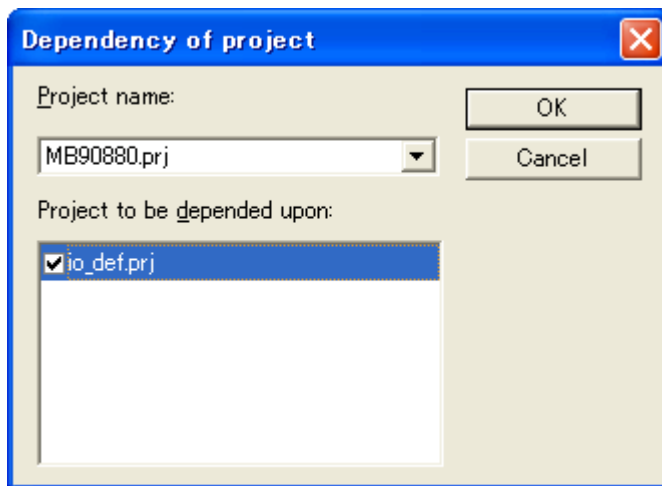 Dependency of project
Project name:
OK
MB90880.prj
Cancel
Project to be depended upon:
io_def.prj